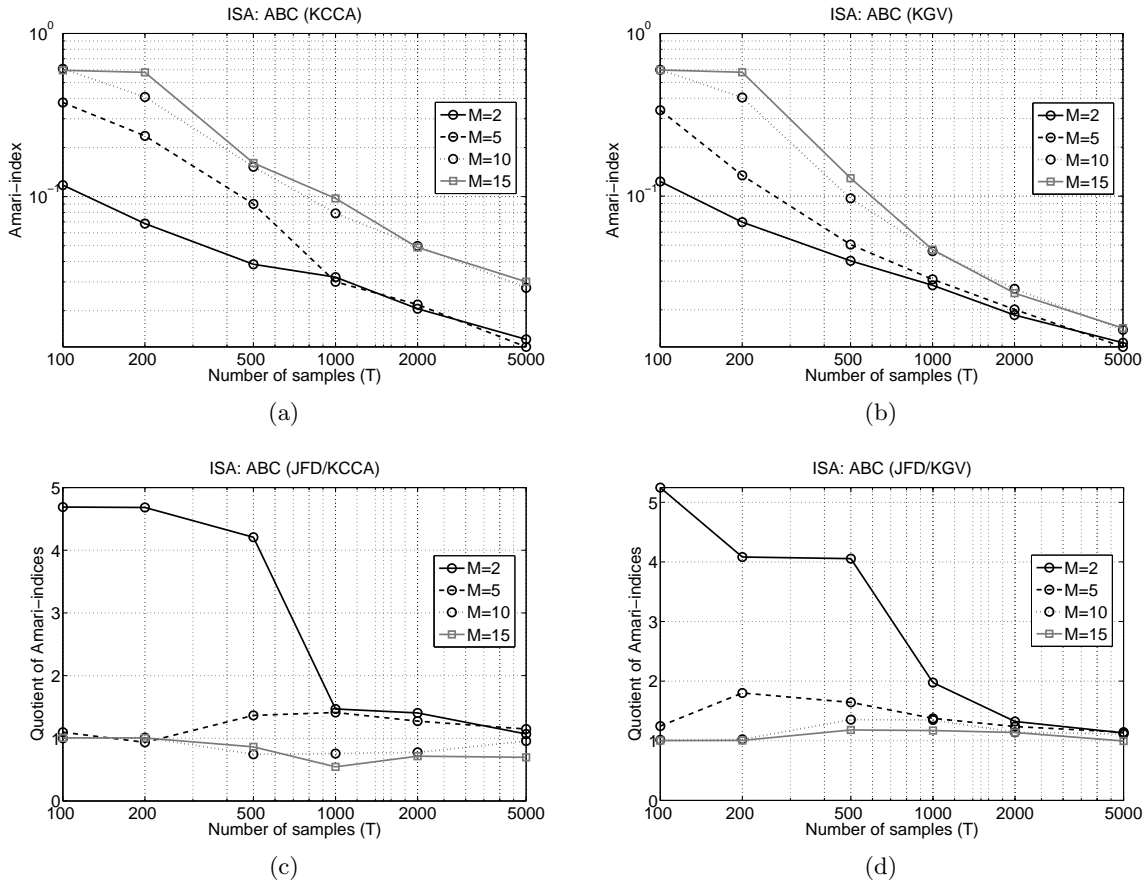 ISA: ABC (KCCA)
10^0
10^-1
Amari-index
100 200 500 1000 2000 5000
Number of samples (T)
M=2
M=5
M=10
M=15
(a)
ISA: ABC (KGV)
10^0
10^-1
Amari-index
100 200 500 1000 2000 5000
Number of samples (T)
M=2
M=5
M=10
M=15
(b)
ISA: ABC (JFD/KCCA)
5
4
3
2
1
0
Quotient of Amari-indices
100 200 500 1000 2000 5000
Number of samples (T)
M=2
M=5
M=10
M=15
(c)
ISA: ABC (JFD/KGV)
5
4
3
2
1
0
Quotient of Amari-indices
100 200 500 1000 2000 5000
Number of samples (T)
M=2
M=5
M=10
M=15
(d)